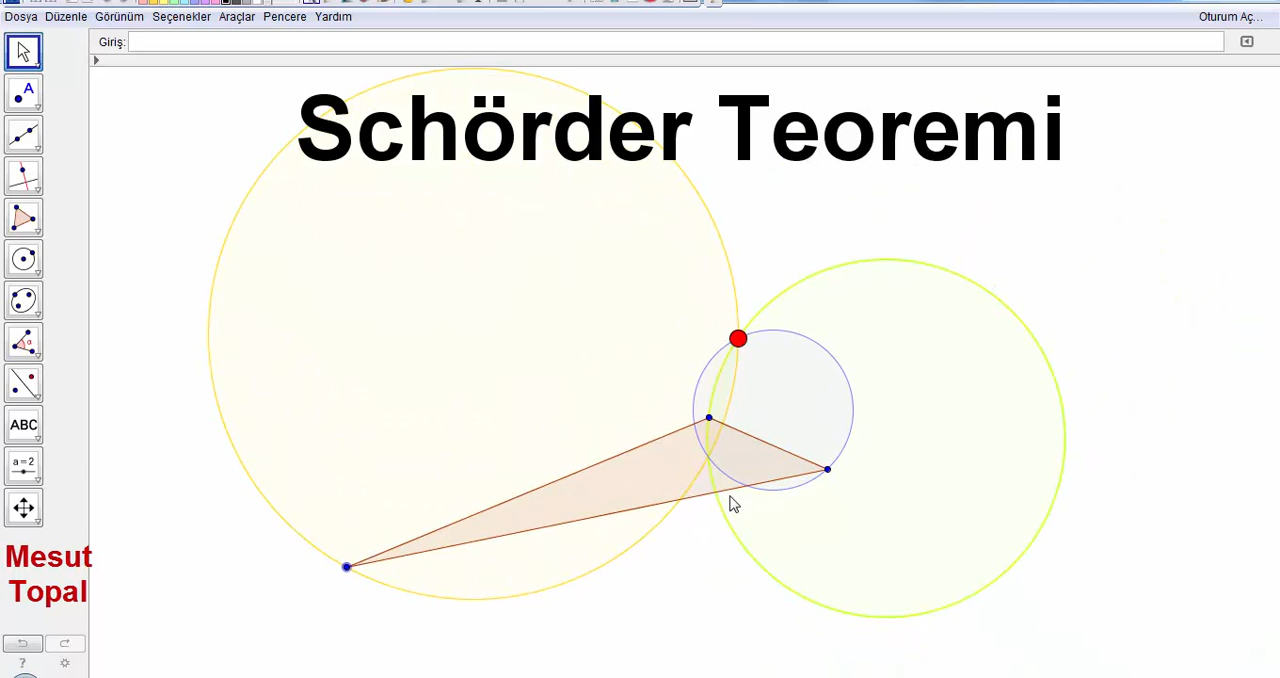 Dosya Düzenle Görünüm Seçenekler Araçlar Pencere Yardım Oturum Aç...
Giriş:
A
Schörder Teoremi
α
ABC
a=2
Mesut
Topal
?